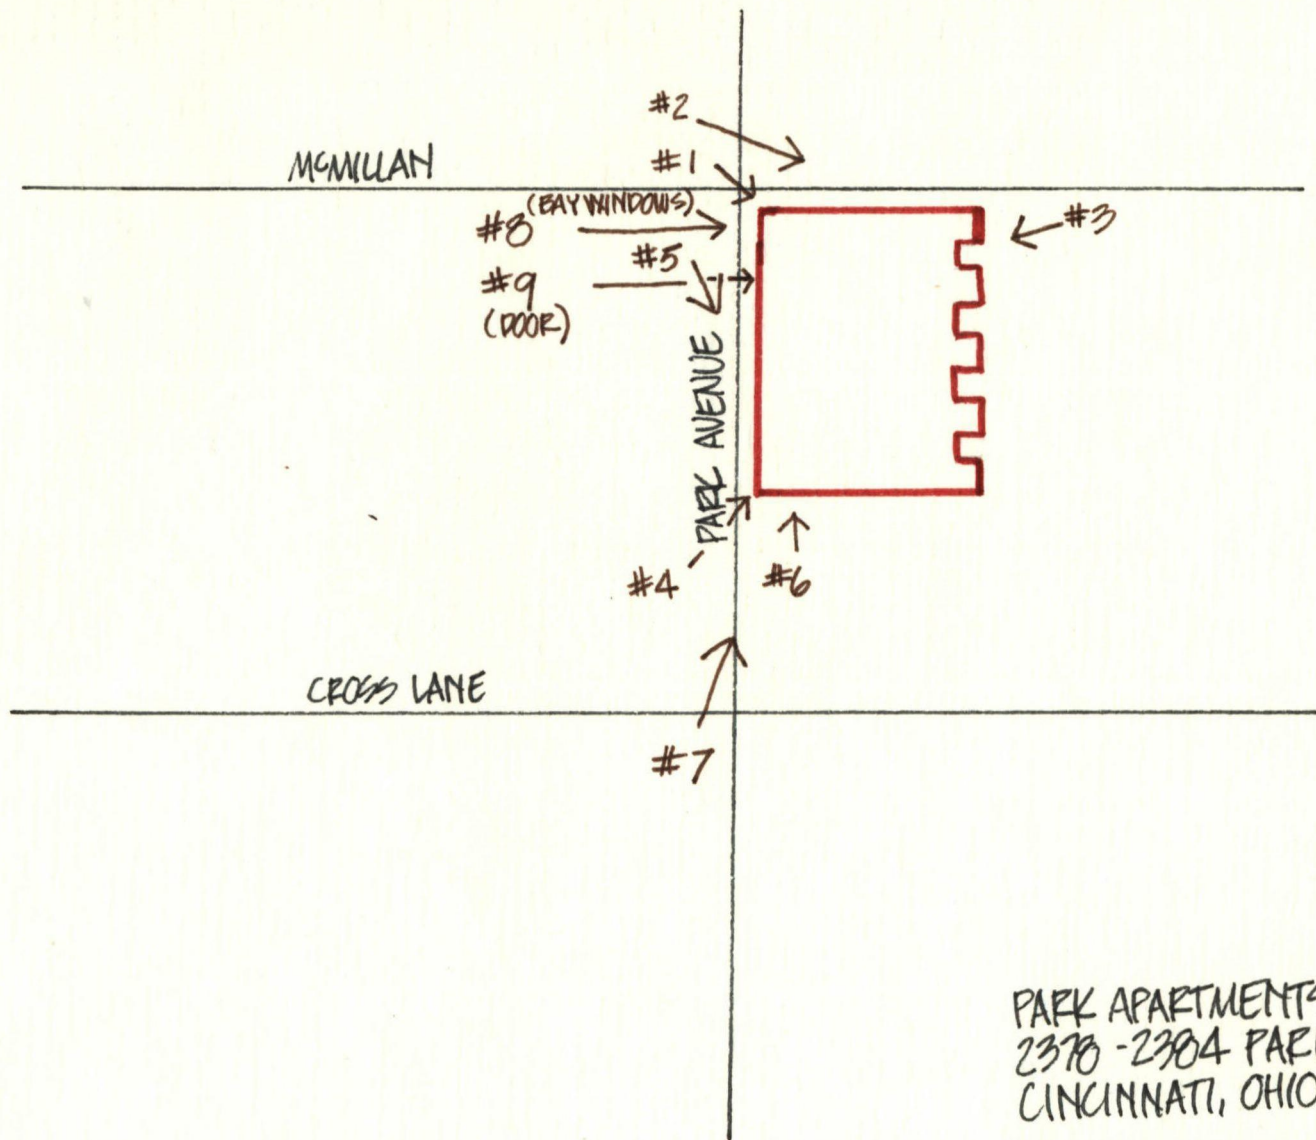 #2
McMILLAN
#1
(BAY WINDOWS)
#8
#3
#5
#9
(DOOR)
PARK AVENUE
#4
#6
CROSS LANE
#7
PARK APARTMENTS
2378 -2384 PARK
CINCINNATI, OHIO